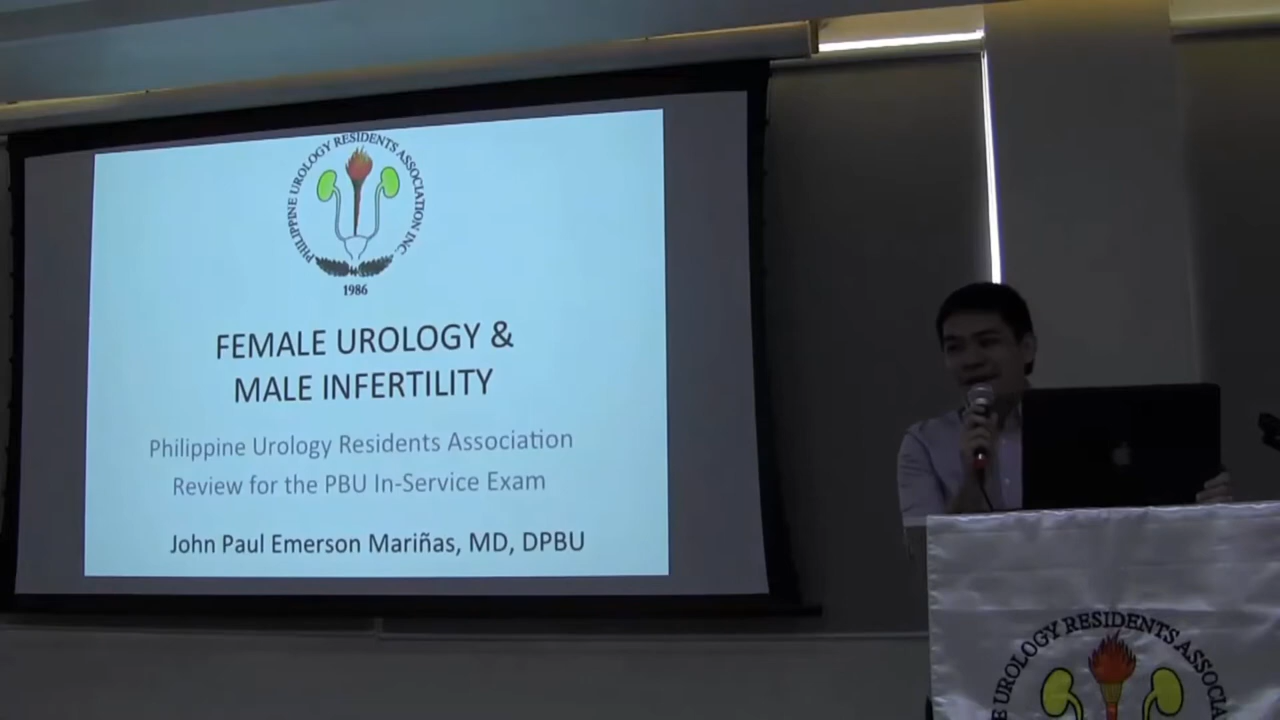 PHILIPPINE UROLOGY RESIDENTS ASSOCIATION INC.
1986
FEMALE UROLOGY &
MALE INFERTILITY
Philippine Urology Residents Association
Review for the PBU In-Service Exam
John Paul Emerson Mariñas, MD, DPBU
UROLOGY RESIDENTS